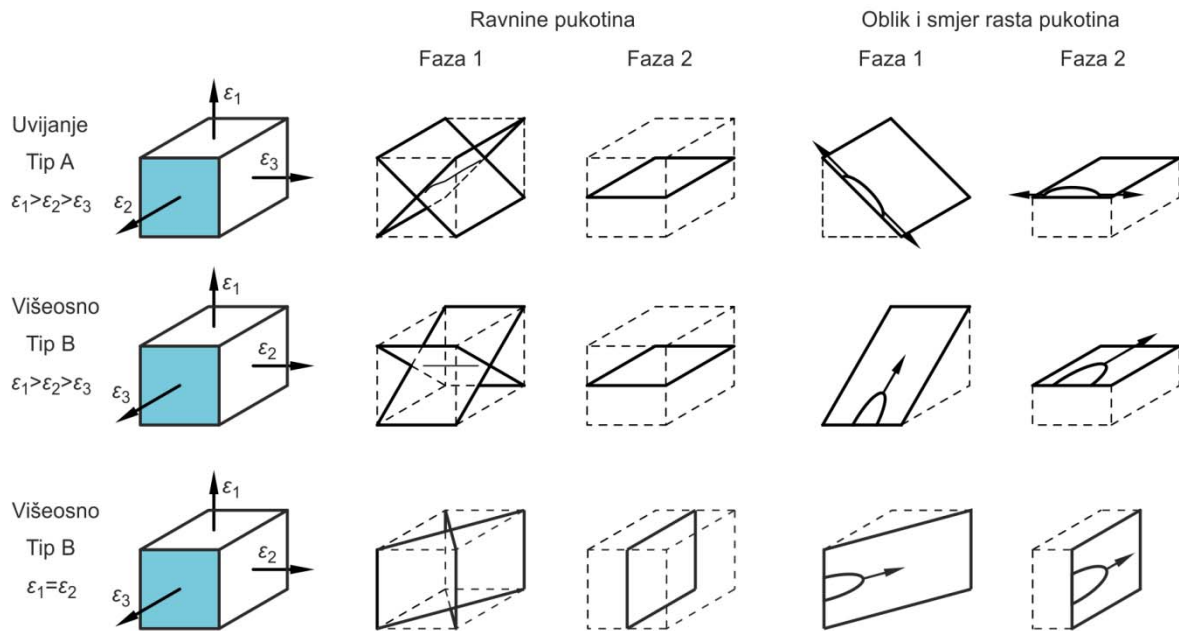 Ravnine pukotina
Oblik i smjer rasta pukotina
Faza 1
Faza 2
Faza 1
Faza 2
Uvijanje
Tip A
ε1>ε2>ε3
ε1
ε2
ε3
Višeosno
Tip B
ε1>ε2>ε3
ε1
ε2
ε3
Višeosno
Tip B
ε1=ε2
ε1
ε2
ε3